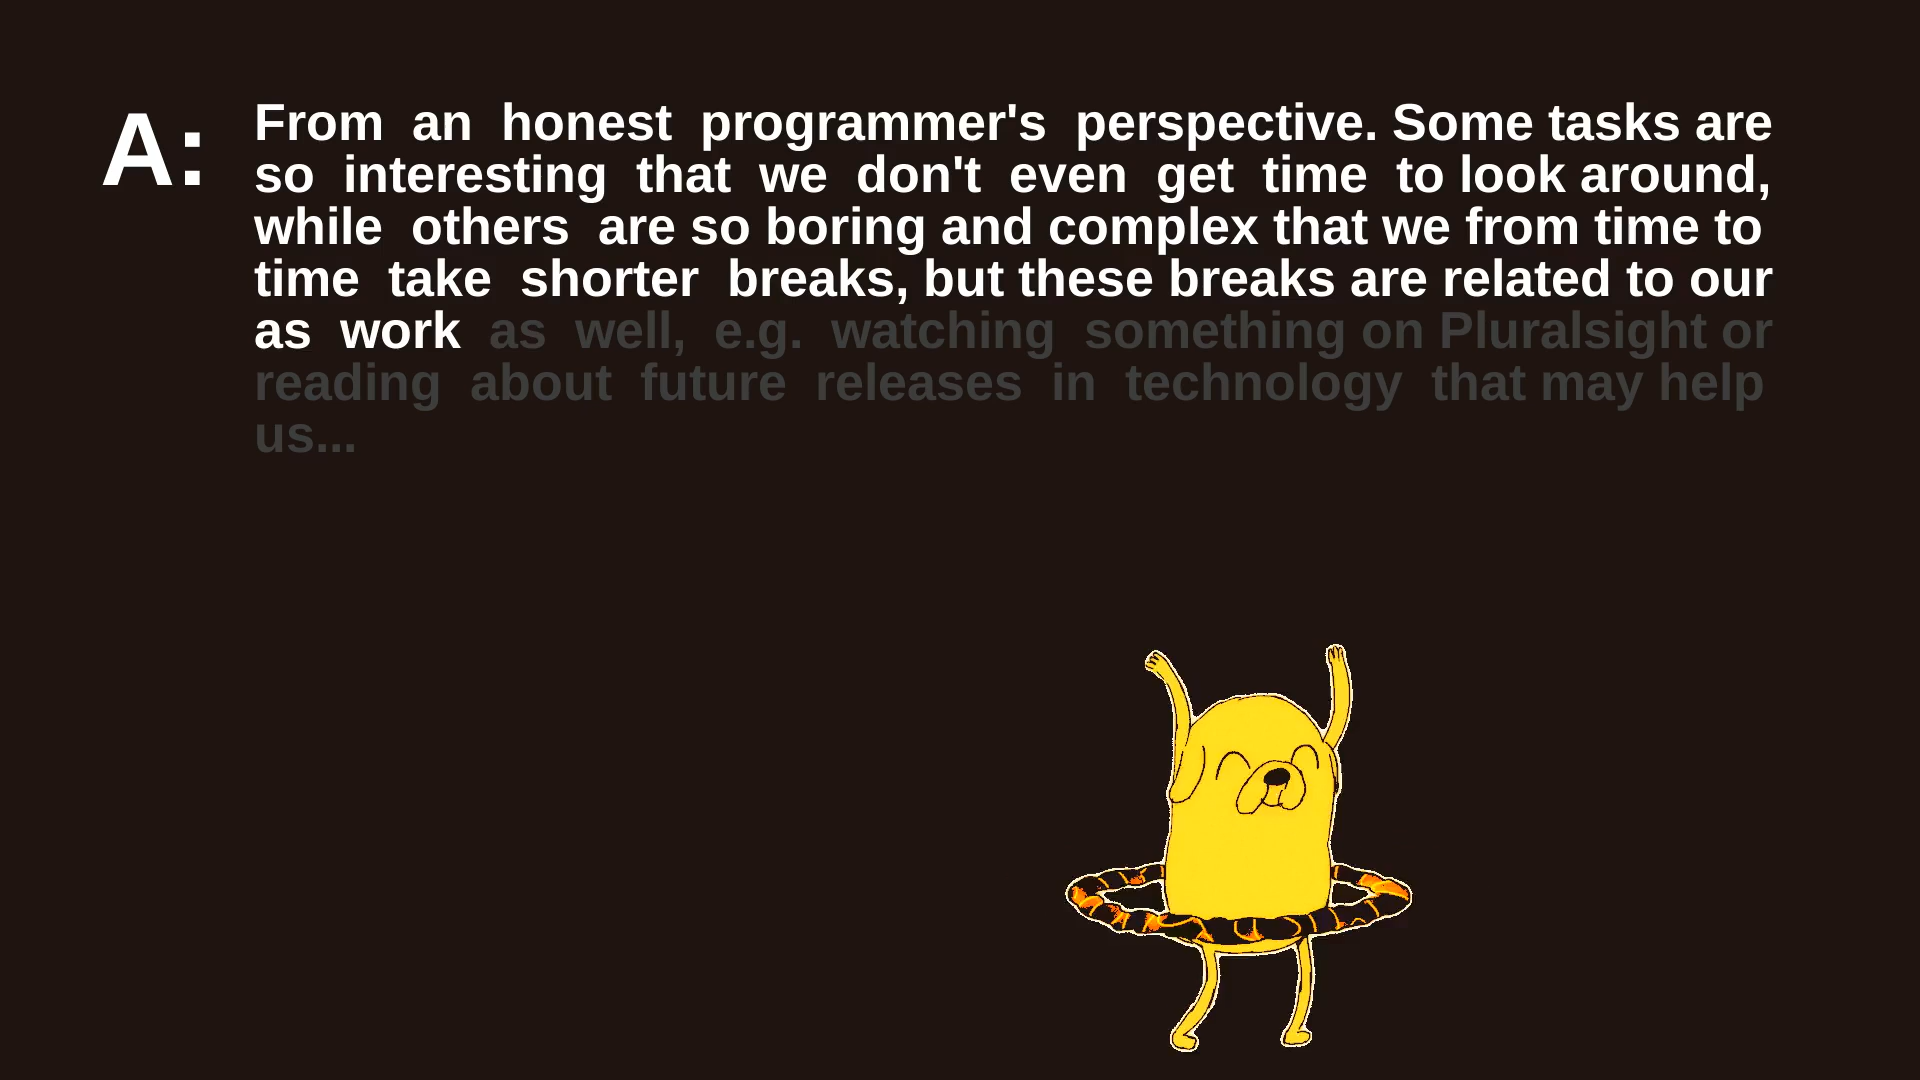 A: From an honest programmer's perspective. Some tasks are
so interesting that we don't even get time to look around,
while others are so boring and complex that we from time to
time take shorter breaks, but these breaks are related to our
as work as well, e.g. watching something on Pluralsight or
reading about future releases in technology that may help
us...